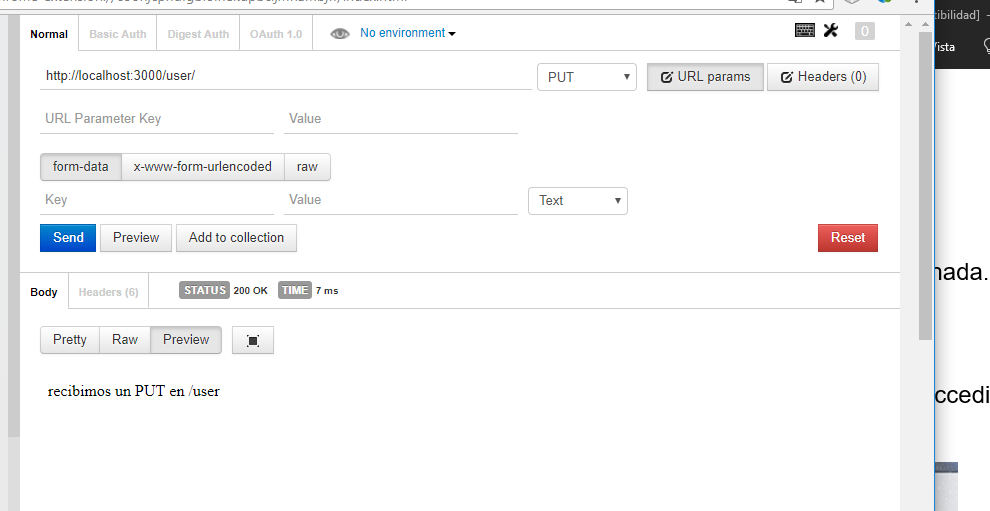 Normal Basic Auth Digest Auth OAuth 1.0 No environment 0
http://localhost:3000/user/ PUT URL params Headers (0)
URL Parameter Key Value
form-data x-www-form-urlencoded raw
Key Value Text
Send Preview Add to collection Reset
Body Headers (6) STATUS 200 OK TIME 7 ms
Pretty Raw Preview
recibimos un PUT en /user
cibilidad] -
ista
nada.
ccedi